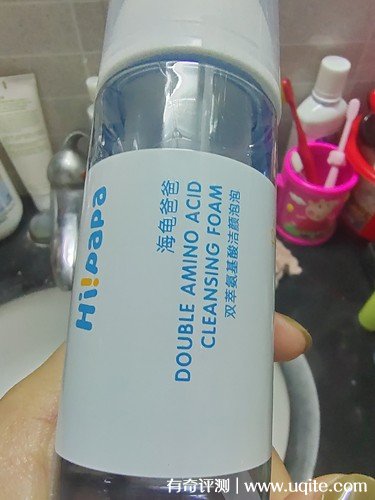 Hi!papa
海龟爸爸
DOUBLE AMINO ACID
CLEANSING FOAM
双萃氨基酸洁颜泡泡
有奇评测 | www.uqite.com